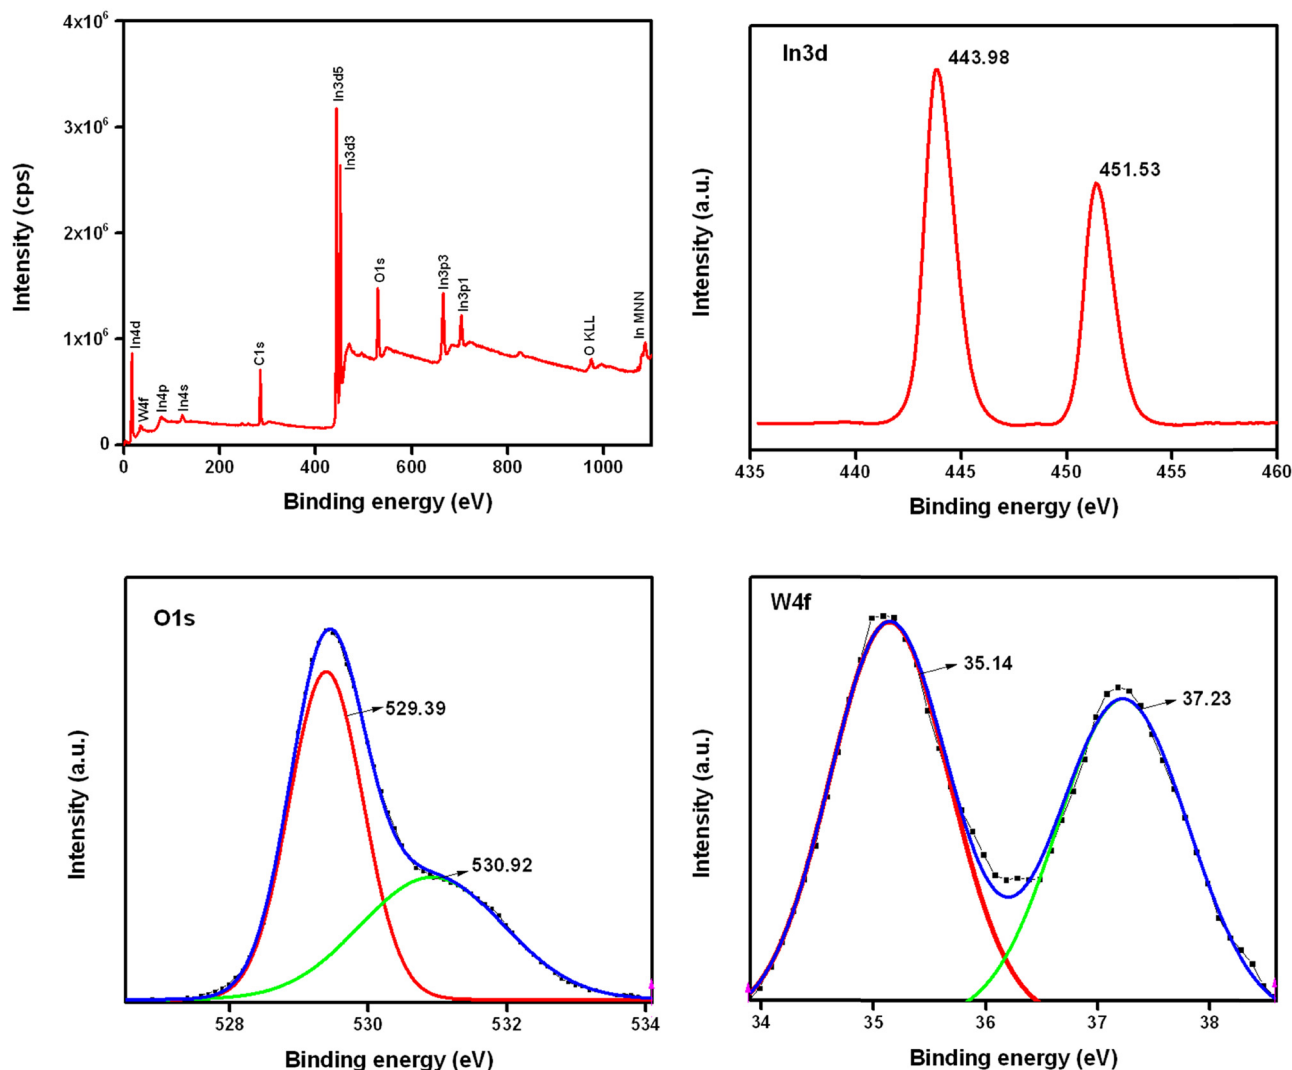 4x10⁶
3x10⁶
2x10⁶
1x10⁶
0
Intensity (cps)
In4d
W4f
In4p
In4s
C1s
In3d5
In3d3
O1s
In3p3
In3p1
O KLL
In MNN
0 200 400 600 800 1000
Binding energy (eV)
In3d
443.98
451.53
Intensity (a.u.)
435 440 445 450 455 460
Binding energy (eV)
O1s
529.39
530.92
Intensity (a.u.)
528 530 532 534
Binding energy (eV)
W4f
35.14
37.23
Intensity (a.u.)
34 35 36 37 38
Binding energy (eV)